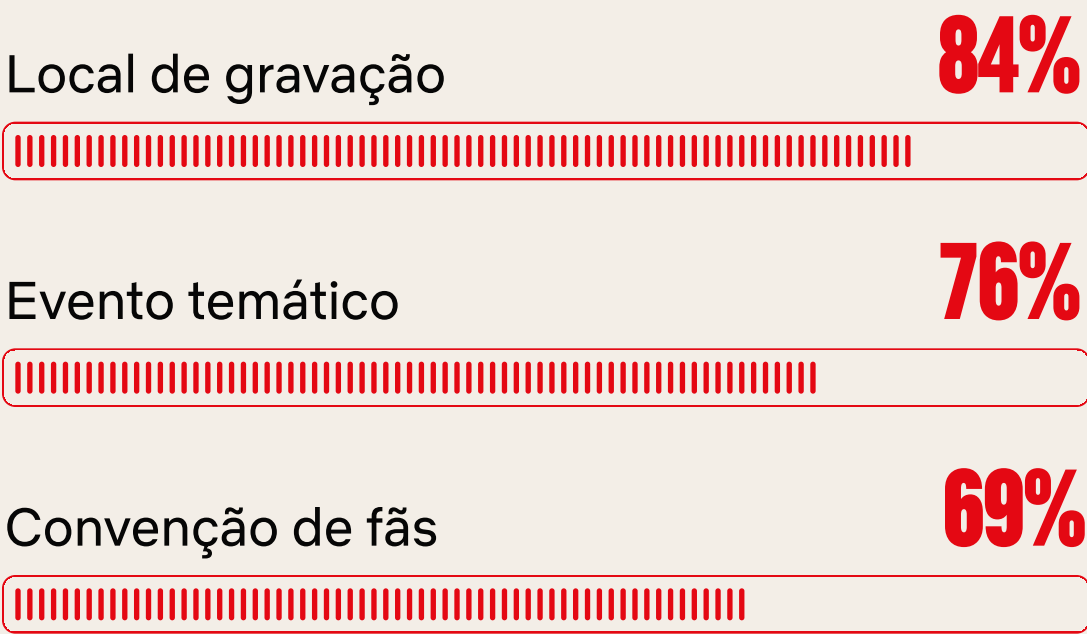 Local de gravação 84%
Evento temático 76%
Convenção de fãs 69%